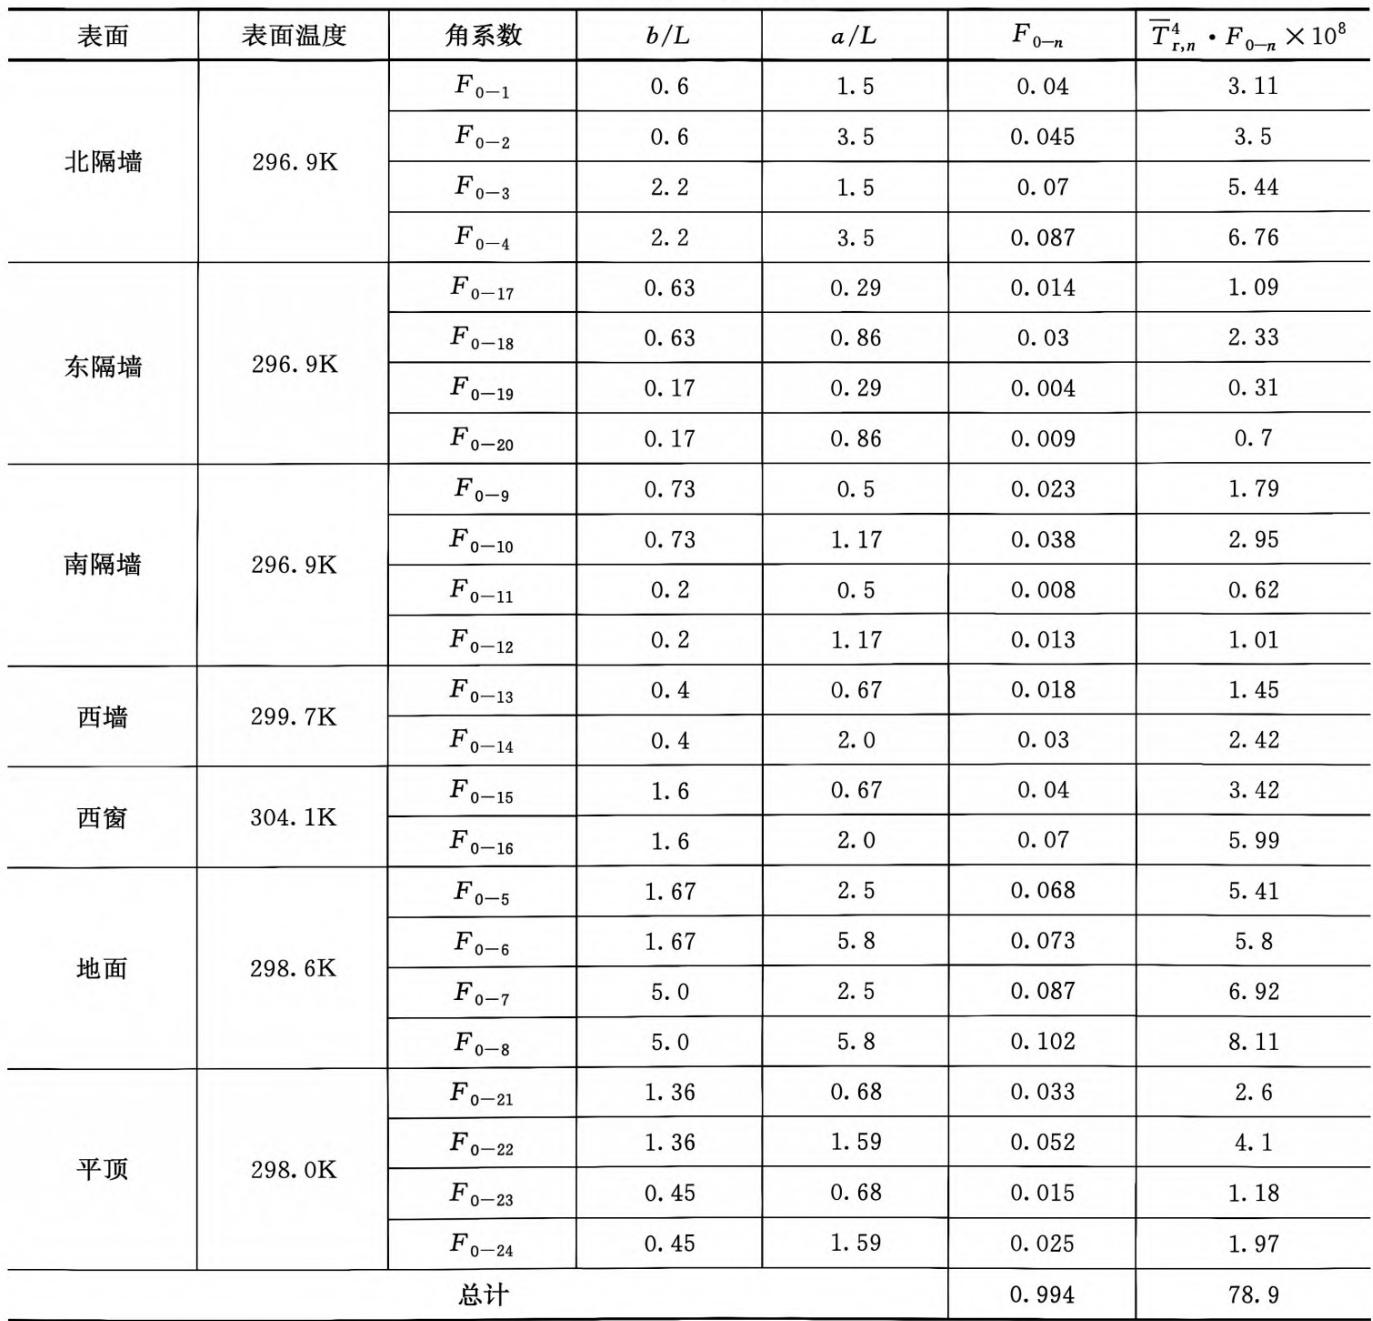 表面 表面温度 角系数 b/L a/L F₀₋ₙ T̅⁴ᵣ,ₙ · F₀₋ₙ × 10⁸
北隔墙 296.9K F₀₋₁ 0.6 1.5 0.04 3.11
F₀₋₂ 0.6 3.5 0.045 3.5
F₀₋₃ 2.2 1.5 0.07 5.44
F₀₋₄ 2.2 3.5 0.087 6.76
东隔墙 296.9K F₀₋₁₇ 0.63 0.29 0.014 1.09
F₀₋₁₈ 0.63 0.86 0.03 2.33
F₀₋₁₉ 0.17 0.29 0.004 0.31
F₀₋₂₀ 0.17 0.86 0.009 0.7
南隔墙 296.9K F₀₋₉ 0.73 0.5 0.023 1.79
F₀₋₁₀ 0.73 1.17 0.038 2.95
F₀₋₁₁ 0.2 0.5 0.008 0.62
F₀₋₁₂ 0.2 1.17 0.013 1.01
西墙 299.7K F₀₋₁₃ 0.4 0.67 0.018 1.45
F₀₋₁₄ 0.4 2.0 0.03 2.42
西窗 304.1K F₀₋₁₅ 1.6 0.67 0.04 3.42
F₀₋₁₆ 1.6 2.0 0.07 5.99
地面 298.6K F₀₋₅ 1.67 2.5 0.068 5.41
F₀₋₆ 1.67 5.8 0.073 5.8
F₀₋₇ 5.0 2.5 0.087 6.92
F₀₋₈ 5.0 5.8 0.102 8.11
平顶 298.0K F₀₋₂₁ 1.36 0.68 0.033 2.6
F₀₋₂₂ 1.36 1.59 0.052 4.1
F₀₋₂₃ 0.45 0.68 0.015 1.18
F₀₋₂₄ 0.45 1.59 0.025 1.97
总计 0.994 78.9